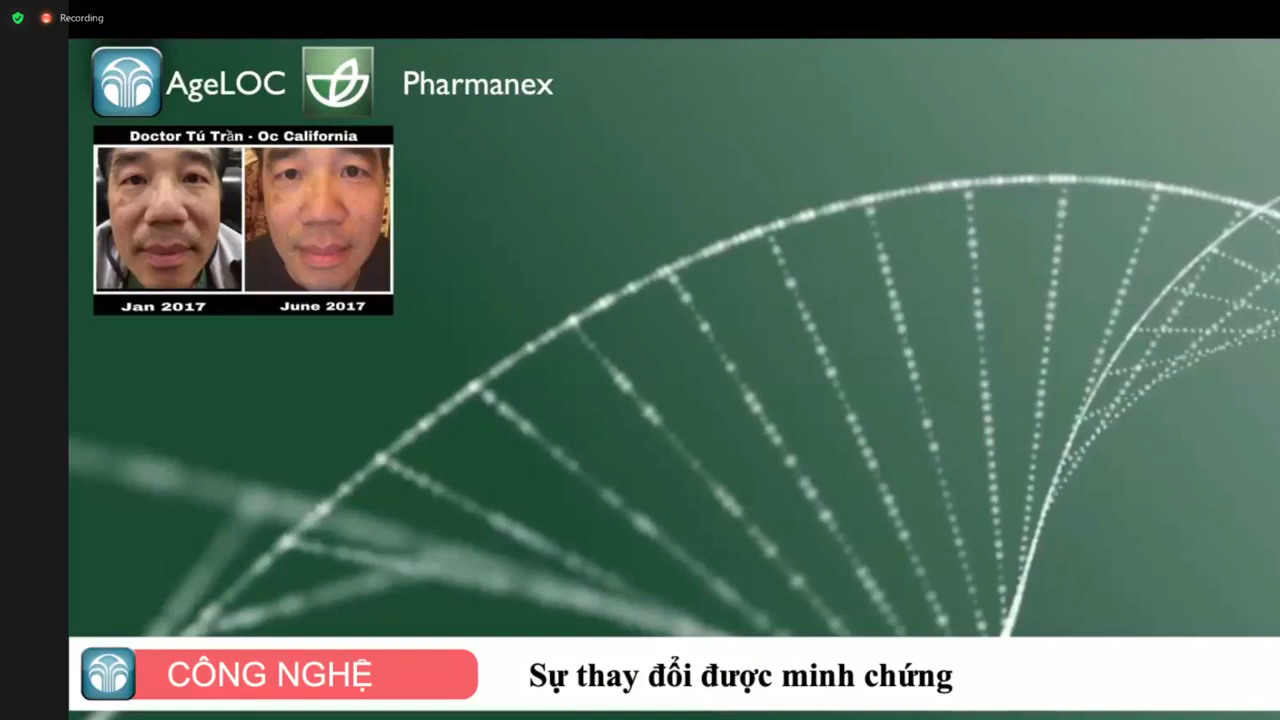 Recording
AgeLOC
Pharmanex
Doctor Tú Trần - Oc California
Jan 2017
June 2017
CÔNG NGHỆ
Sự thay đổi được minh chứng